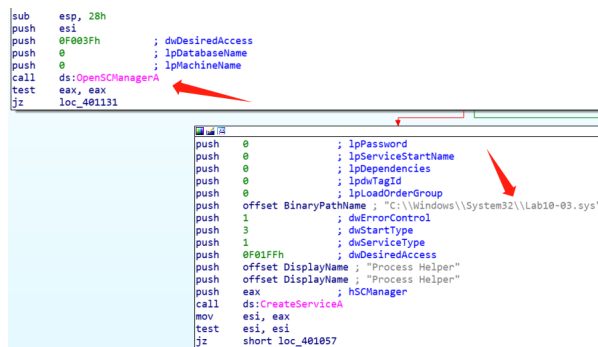 sub esp, 28h
push esi
push 0F003Fh ; dwDesiredAccess
push 0 ; lpDatabaseName
push 0 ; lpMachineName
call ds:OpenSCManagerA
test eax, eax
jz loc_401131
push 0 ; lpPassword
push 0 ; lpServiceStartName
push 0 ; lpDependencies
push 0 ; lpdwTagId
push 0 ; lpLoadOrderGroup
push offset BinaryPathName ; "C:\\Windows\\System32\\Lab10-03.sys"
push 1 ; dwErrorControl
push 3 ; dwStartType
push 1 ; dwServiceType
push 0F01FFh ; dwDesiredAccess
push offset DisplayName ; "Process Helper"
push offset DisplayName ; "Process Helper"
push eax ; hSCManager
call ds:CreateServiceA
mov esi, eax
test esi, esi
jz short loc_401057